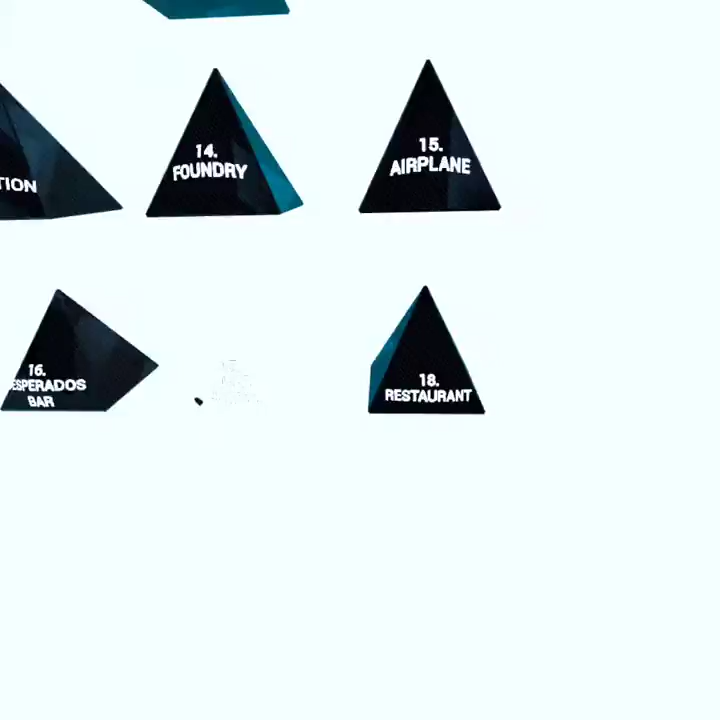 TION
14.
FOUNDRY
15.
AIRPLANE
16.
ESPERADOS
BAR
18.
RESTAURANT